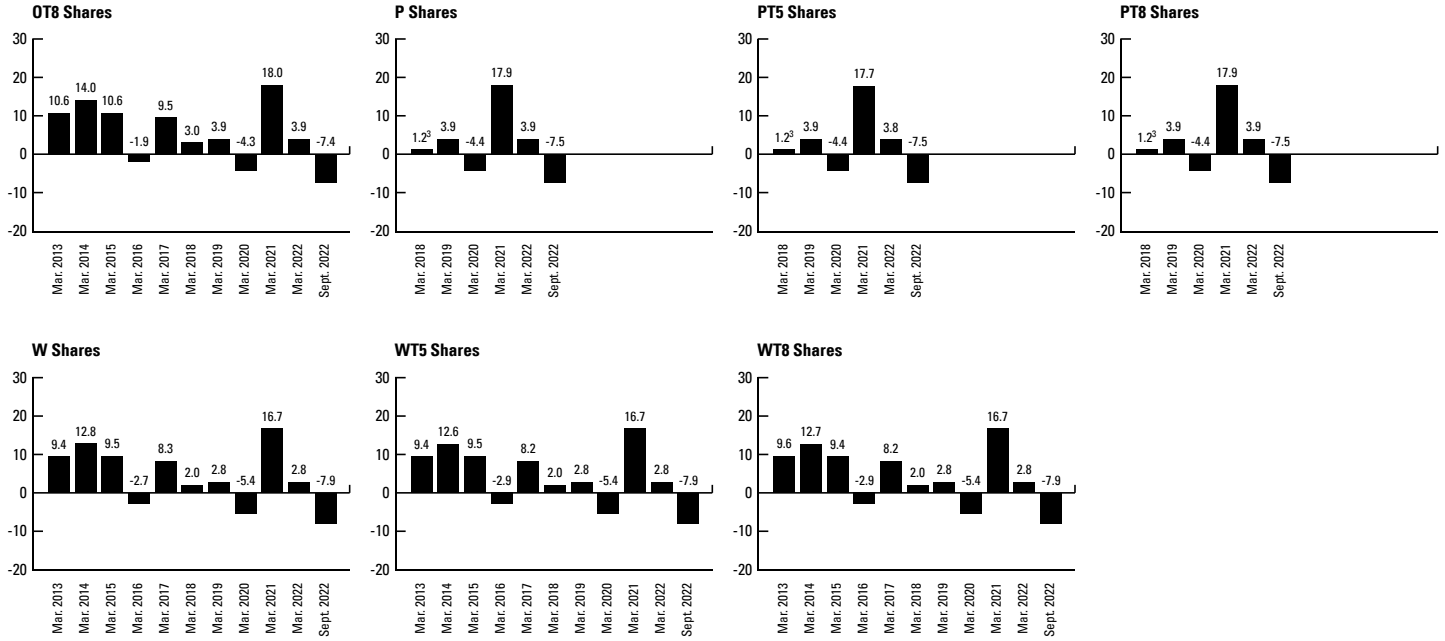 OT8 Shares
30
20
10
0
-10
-20
10.6
14.0
10.6
-1.9
9.5
3.0
3.9
-4.3
18.0
3.9
-7.4
Mar. 2013
Mar. 2014
Mar. 2015
Mar. 2016
Mar. 2017
Mar. 2018
Mar. 2019
Mar. 2020
Mar. 2021
Mar. 2022
Sept. 2022
P Shares
30
20
10
0
-10
-20
1.2³
3.9
-4.4
17.9
3.9
-7.5
Mar. 2018
Mar. 2019
Mar. 2020
Mar. 2021
Mar. 2022
Sept. 2022
PT5 Shares
30
20
10
0
-10
-20
1.2³
3.9
-4.4
17.7
3.8
-7.5
Mar. 2018
Mar. 2019
Mar. 2020
Mar. 2021
Mar. 2022
Sept. 2022
PT8 Shares
30
20
10
0
-10
-20
1.2³
3.9
-4.4
17.9
3.9
-7.5
Mar. 2018
Mar. 2019
Mar. 2020
Mar. 2021
Mar. 2022
Sept. 2022
W Shares
30
20
10
0
-10
-20
9.4
12.8
9.5
-2.7
8.3
2.0
2.8
-5.4
16.7
2.8
-7.9
Mar. 2013
Mar. 2014
Mar. 2015
Mar. 2016
Mar. 2017
Mar. 2018
Mar. 2019
Mar. 2020
Mar. 2021
Mar. 2022
Sept. 2022
WT5 Shares
30
20
10
0
-10
-20
9.4
12.6
9.5
-2.9
8.2
2.0
2.8
-5.4
16.7
2.8
-7.9
Mar. 2013
Mar. 2014
Mar. 2015
Mar. 2016
Mar. 2017
Mar. 2018
Mar. 2019
Mar. 2020
Mar. 2021
Mar. 2022
Sept. 2022
WT8 Shares
30
20
10
0
-10
-20
9.6
12.7
9.4
-2.9
8.2
2.0
2.8
-5.4
16.7
2.8
-7.9
Mar. 2013
Mar. 2014
Mar. 2015
Mar. 2016
Mar. 2017
Mar. 2018
Mar. 2019
Mar. 2020
Mar. 2021
Mar. 2022
Sept. 2022